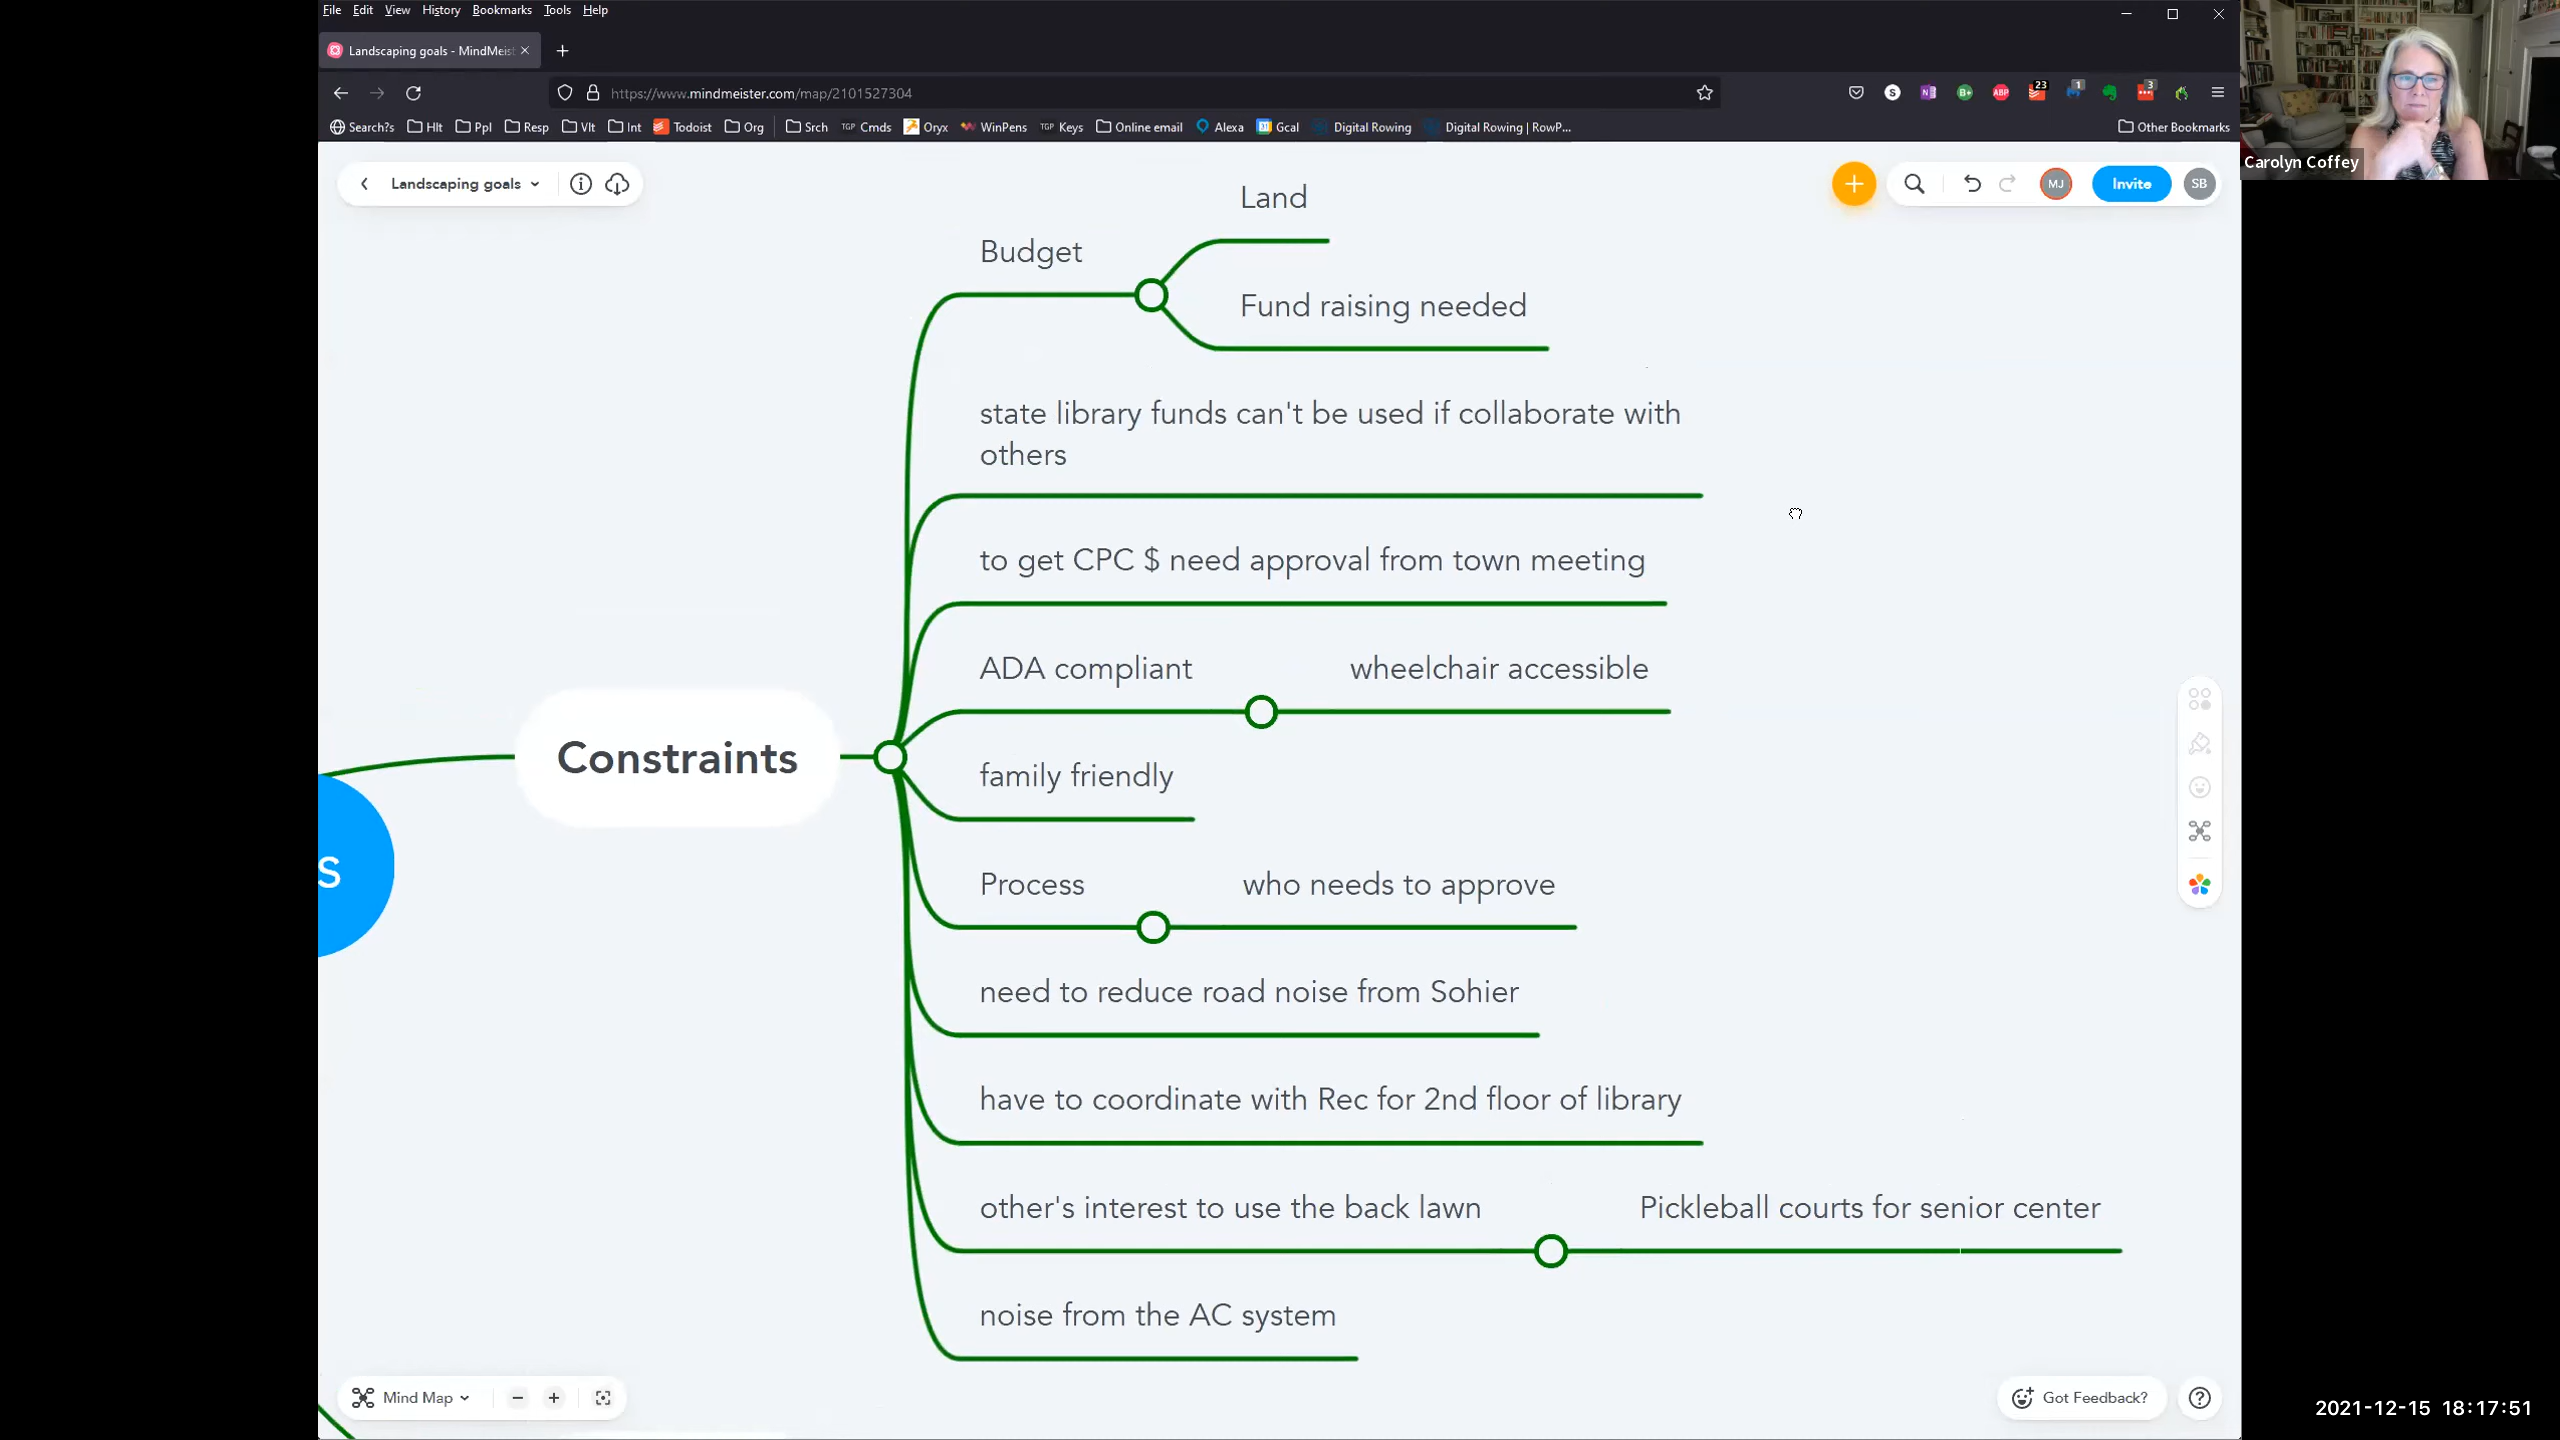 File Edit View History Bookmarks Tools Help
Landscaping goals - MindMeist
https://www.mindmeister.com/map/2101527304
S N B+ ABP 23 1 3
Search?s Hlt Ppl Resp Vlt Int Todoist Org Srch TGP Cmds Oryx WinPens TGP Keys Online email Alexa Gcal Digital Rowing Digital Rowing | RowP... Other Bookmarks
Carolyn Coffey
Landscaping goals
MJ Invite SB
Land
Budget
Fund raising needed
state library funds can't be used if collaborate with
others
to get CPC $ need approval from town meeting
ADA compliant wheelchair accessible
Constraints
family friendly
s
Process who needs to approve
need to reduce road noise from Sohier
have to coordinate with Rec for 2nd floor of library
other's interest to use the back lawn Pickleball courts for senior center
noise from the AC system
Mind Map
Got Feedback?
2021-12-15 18:17:51